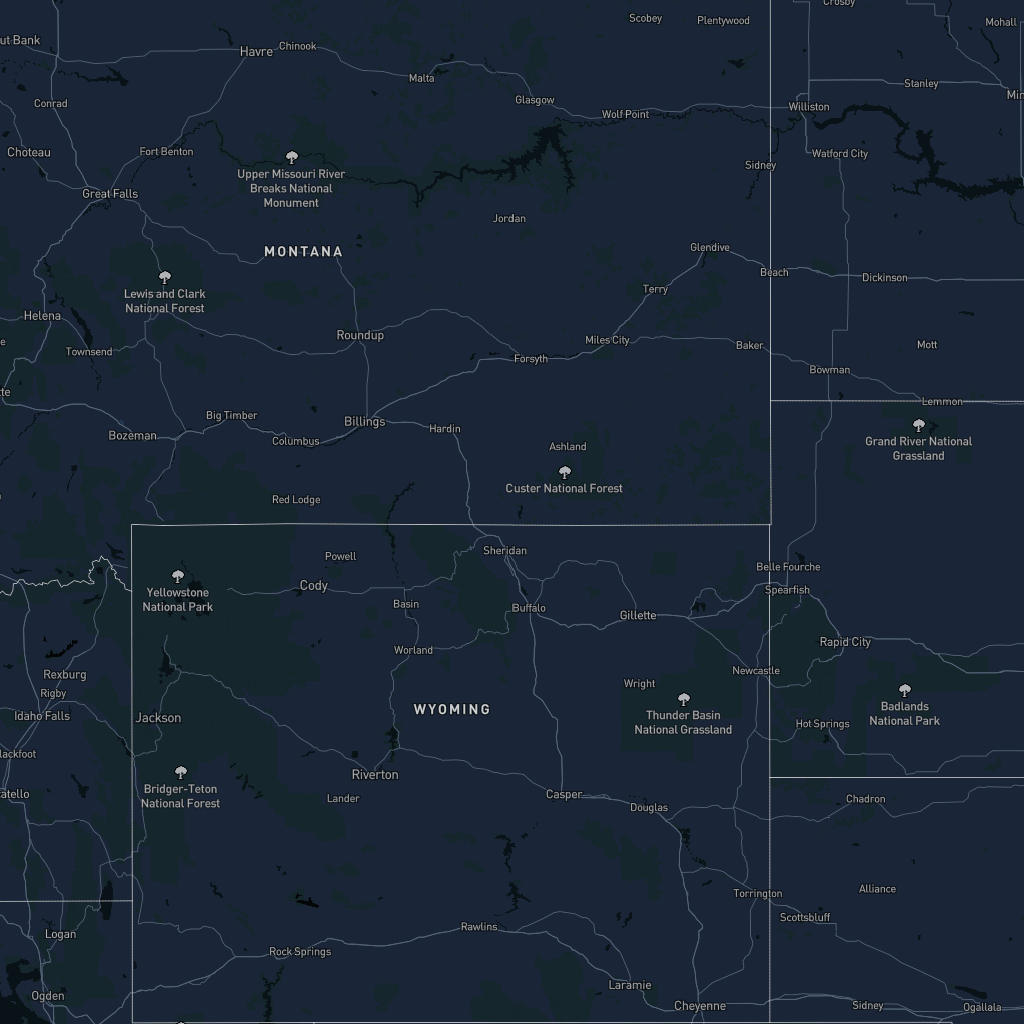 Crosby
Scobey
Plentywood
Mohall
ut Bank
Havre
Chinook
Malta
Stanley
Glasgow
Conrad
Williston
Wolf Point
Choteau
Fort Benton
Watford City
Sidney
Upper Missouri River
Breaks National
Monument
Great Falls
Jordan
MONTANA
Glendive
Beach
Dickinson
Terry
Lewis and Clark
National Forest
Helena
Roundup
Miles City
Baker
Mott
Townsend
Forsyth
Bowman
Lemmon
Big Timber
Billings
Hardin
Bozeman
Columbus
Ashland
Grand River National
Grassland
Custer National Forest
Red Lodge
Sheridan
Powell
Belle Fourche
Cody
Spearfish
Yellowstone
National Park
Basin
Buffalo
Gillette
Rapid City
Worland
Newcastle
Rexburg
Wright
Rigby
WYOMING
Badlands
National Park
Idaho Falls
Jackson
Thunder Basin
National Grassland
Hot Springs
lackfoot
Riverton
Bridger-Teton
National Forest
atello
Lander
Casper
Douglas
Chadron
Torrington
Alliance
Scottsbluff
Rawlins
Logan
Rock Springs
Laramie
Ogden
Cheyenne
Sidney
Ogallala